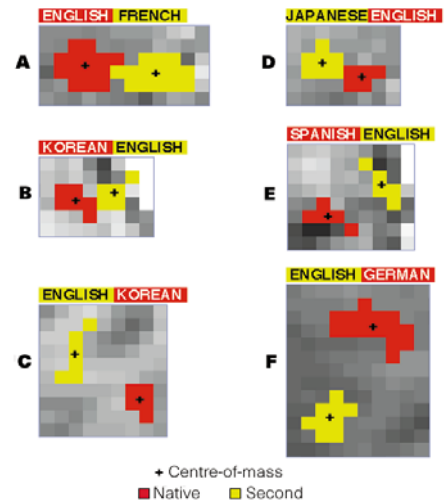 ENGLISH FRENCH
A
KOREAN ENGLISH
B
ENGLISH KOREAN
C
JAPANESE ENGLISH
D
SPANISH ENGLISH
E
ENGLISH GERMAN
F
+ Centre-of-mass
Native Second